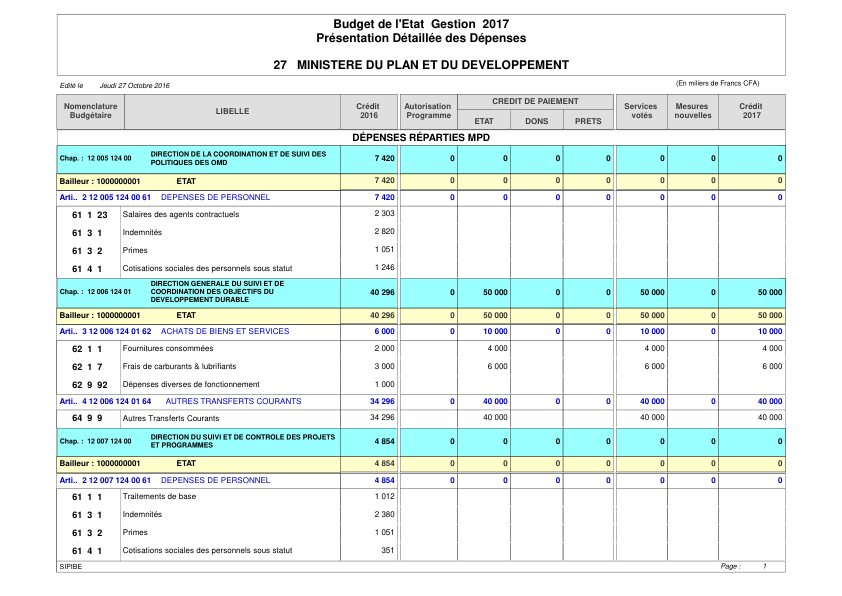 Budget de l'Etat Gestion 2017
Présentation Détaillée des Dépenses
27 MINISTERE DU PLAN ET DU DEVELOPPEMENT
Edité le Jeudi 27 Octobre 2016
(En miliers de Francs CFA)
Nomenclature Budgétaire LIBELLE Crédit 2016 Autorisation Programme CREDIT DE PAIEMENT ETAT DONS PRETS Services votés Mesures nouvelles Crédit 2017
DÉPENSES RÉPARTIES MPD
Chap. : 12 005 124 00 DIRECTION DE LA COORDINATION ET DE SUIVI DES POLITIQUES DES OMD 7 420 0 0 0 0 0 0 0
Bailleur : 1000000001 ETAT 7 420 0 0 0 0 0 0 0
Arti.. 2 12 005 124 00 61 DEPENSES DE PERSONNEL 7 420 0 0 0 0 0 0 0
61 1 23 Salaires des agents contractuels 2 303
61 3 1 Indemnités 2 820
61 3 2 Primes 1 051
61 4 1 Cotisations sociales des personnels sous statut 1 246
Chap. : 12 006 124 01 DIRECTION GENERALE DU SUIVI ET DE COORDINATION DES OBJECTIFS DU DEVELOPPEMENT DURABLE 40 296 0 50 000 0 0 50 000 0 50 000
Bailleur : 1000000001 ETAT 40 296 0 50 000 0 0 50 000 0 50 000
Arti.. 3 12 006 124 01 62 ACHATS DE BIENS ET SERVICES 6 000 0 10 000 0 0 10 000 0 10 000
62 1 1 Fournitures consommées 2 000 4 000 4 000 4 000
62 1 7 Frais de carburants & lubrifiants 3 000 6 000 6 000 6 000
62 9 92 Dépenses diverses de fonctionnement 1 000
Arti.. 4 12 006 124 01 64 AUTRES TRANSFERTS COURANTS 34 296 0 40 000 0 0 40 000 0 40 000
64 9 9 Autres Transferts Courants 34 296 40 000 40 000 40 000
Chap. : 12 007 124 00 DIRECTION DU SUIVI ET DE CONTROLE DES PROJETS ET PROGRAMMES 4 854 0 0 0 0 0 0 0
Bailleur : 1000000001 ETAT 4 854 0 0 0 0 0 0 0
Arti.. 2 12 007 124 00 61 DEPENSES DE PERSONNEL 4 854 0 0 0 0 0 0 0
61 1 1 Traitements de base 1 012
61 3 1 Indemnités 2 380
61 3 2 Primes 1 051
61 4 1 Cotisations sociales des personnels sous statut 351
SIPIBE Page : 1